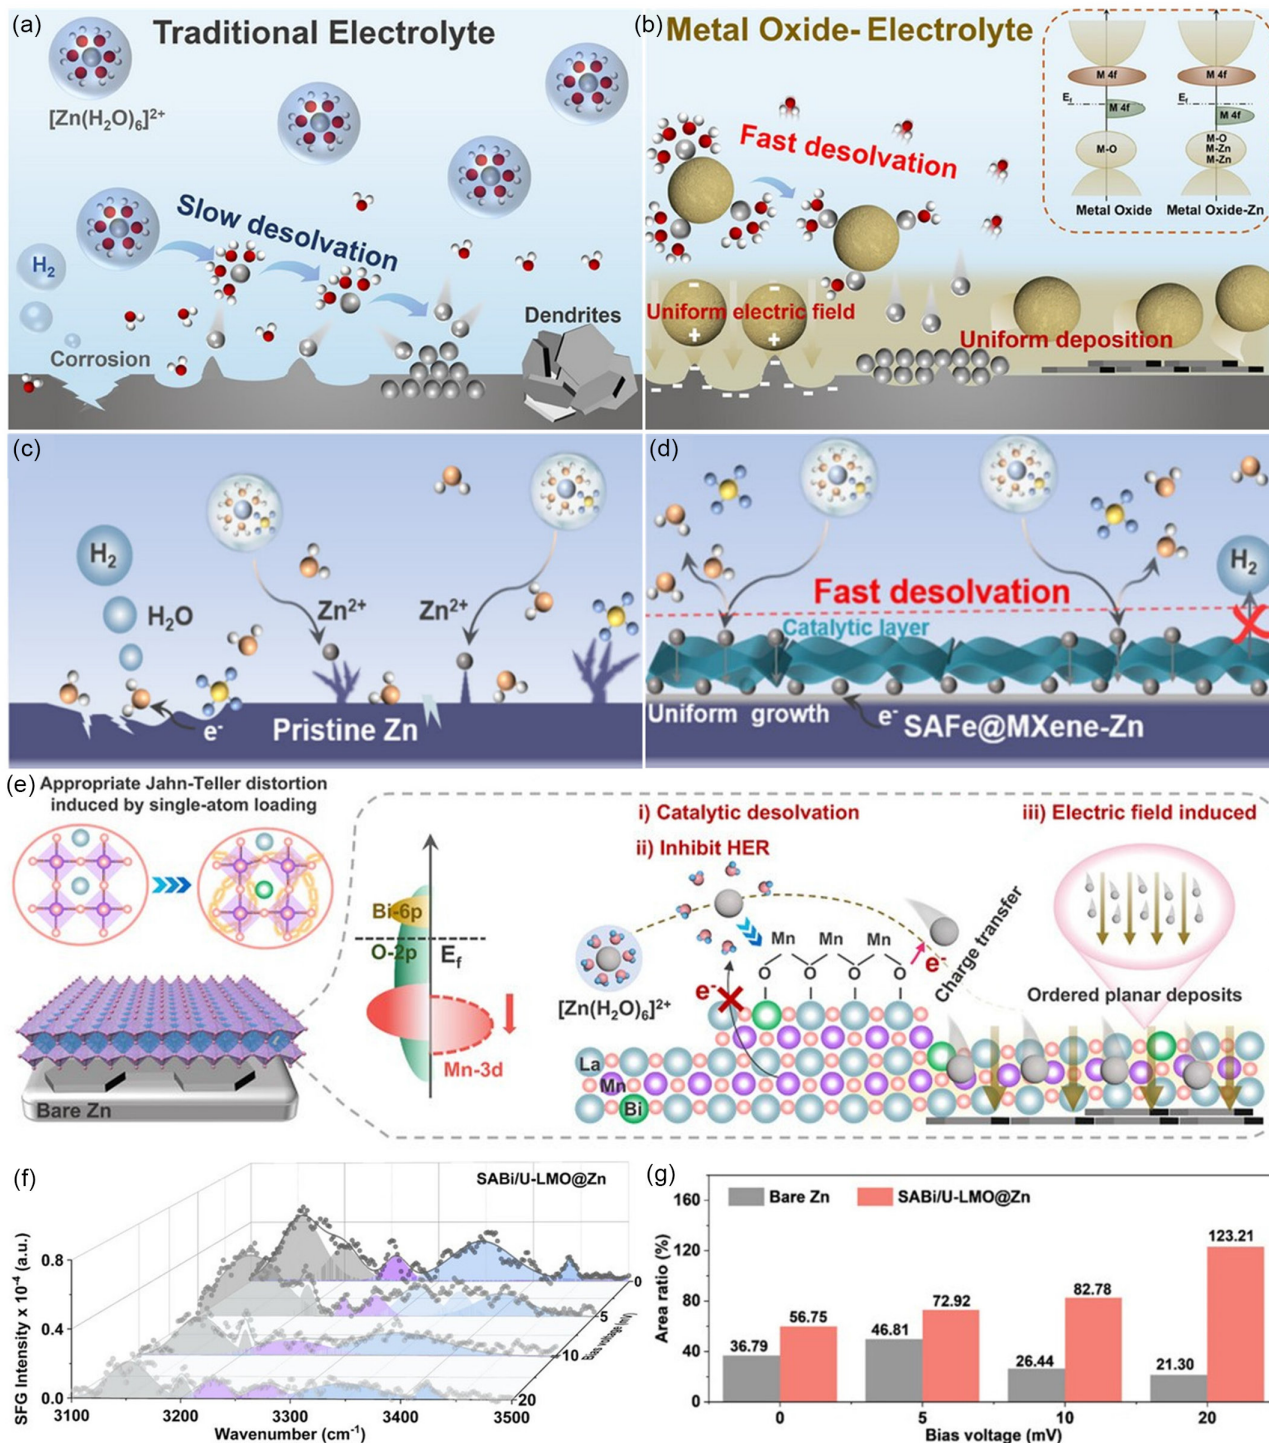 (a)
Traditional Electrolyte
[Zn(H₂O)₆]²⁺
Slow desolvation
H₂
Corrosion
Dendrites
(b)
Metal Oxide- Electrolyte
Fast desolvation
Uniform electric field
Uniform deposition
M 4f
M 4f
E_f
E_f
M 4f
M 4f
M-O
M-O
M-Zn
M-Zn
Metal Oxide
Metal Oxide-Zn
(c)
H₂
H₂O
Zn²⁺
Zn²⁺
e⁻
Pristine Zn
(d)
Fast desolvation
H₂
Catalytic layer
Uniform growth
e⁻
SAFe@MXene-Zn
(e)
Appropriate Jahn-Teller distortion
induced by single-atom loading
Bare Zn
Bi-6p
O-2p
E_f
Mn-3d
i) Catalytic desolvation
ii) Inhibit HER
iii) Electric field induced
[Zn(H₂O)₆]²⁺
Mn
Mn
Mn
O
O
O
O
e⁻
e⁻
Charge transfer
Ordered planar deposits
La
Mn
Bi
(f)
SABi/U-LMO@Zn
SFG Intensity x 10⁻⁴ (a.u.)
0.8
0.4
0.0
3100
3200
3300
3400
3500
Wavenumber (cm⁻¹)
0
5
10
20
Bias voltage (mV)
(g)
Bare Zn
SABi/U-LMO@Zn
Area ratio (%)
160
120
80
40
0
36.79
56.75
46.81
72.92
26.44
82.78
21.30
123.21
0
5
10
20
Bias voltage (mV)